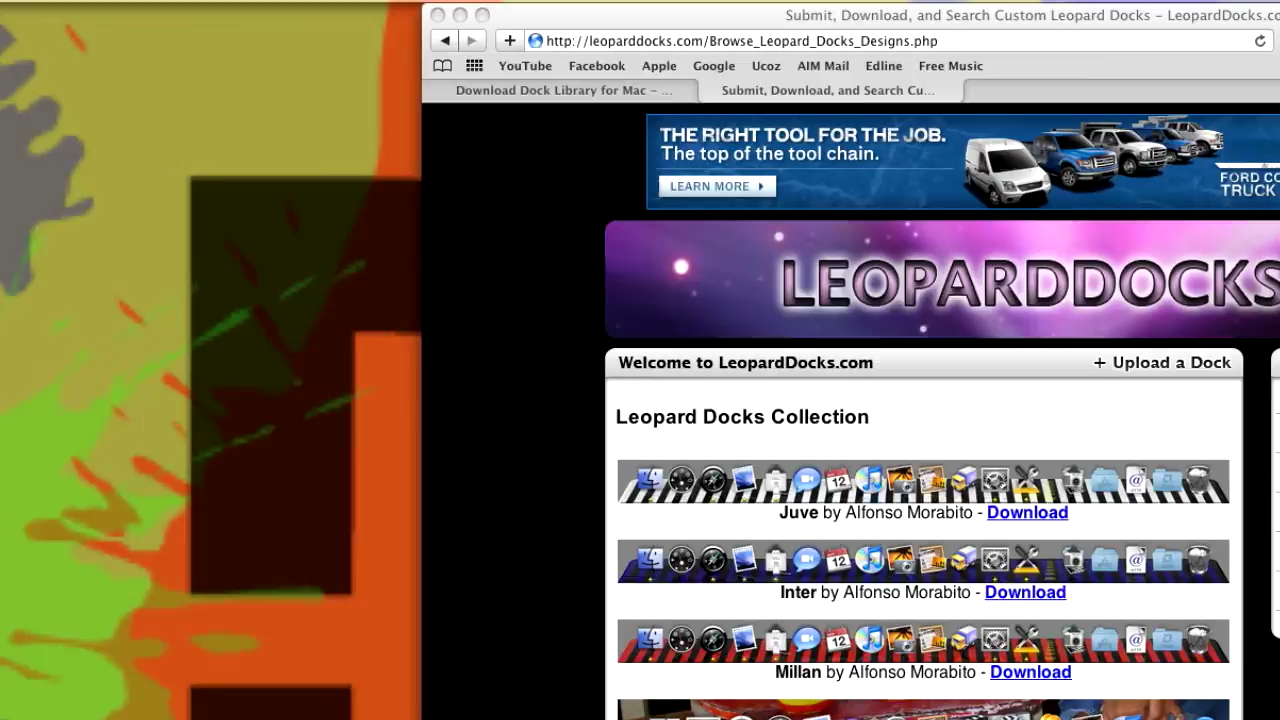 Submit, Download, and Search Custom Leopard Docks – LeopardDocks.c
http://leoparddocks.com/Browse_Leopard_Docks_Designs.php
YouTube Facebook Apple Google Ucoz AIM Mail Edline Free Music
Download Dock Library for Mac – ... Submit, Download, and Search Cu...
THE RIGHT TOOL FOR THE JOB.
The top of the tool chain.
LEARN MORE
FORD CO
TRUCK
LEOPARDDOCKS
Welcome to LeopardDocks.com + Upload a Dock
Leopard Docks Collection
12
Juve by Alfonso Morabito - Download
12
Inter by Alfonso Morabito - Download
12
Millan by Alfonso Morabito - Download